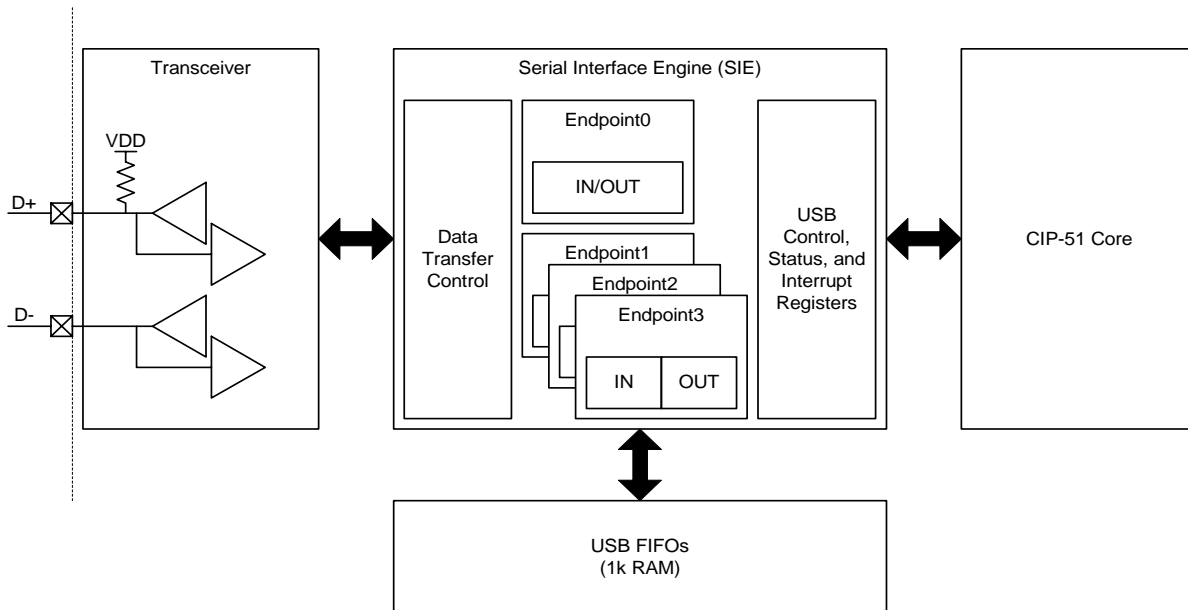 Transceiver
VDD
D+
D-
Serial Interface Engine (SIE)
Data
Transfer
Control
Endpoint0
IN/OUT
Endpoint1
Endpoint2
Endpoint3
IN
OUT
USB
Control,
Status, and
Interrupt
Registers
CIP-51 Core
USB FIFOs
(1k RAM)